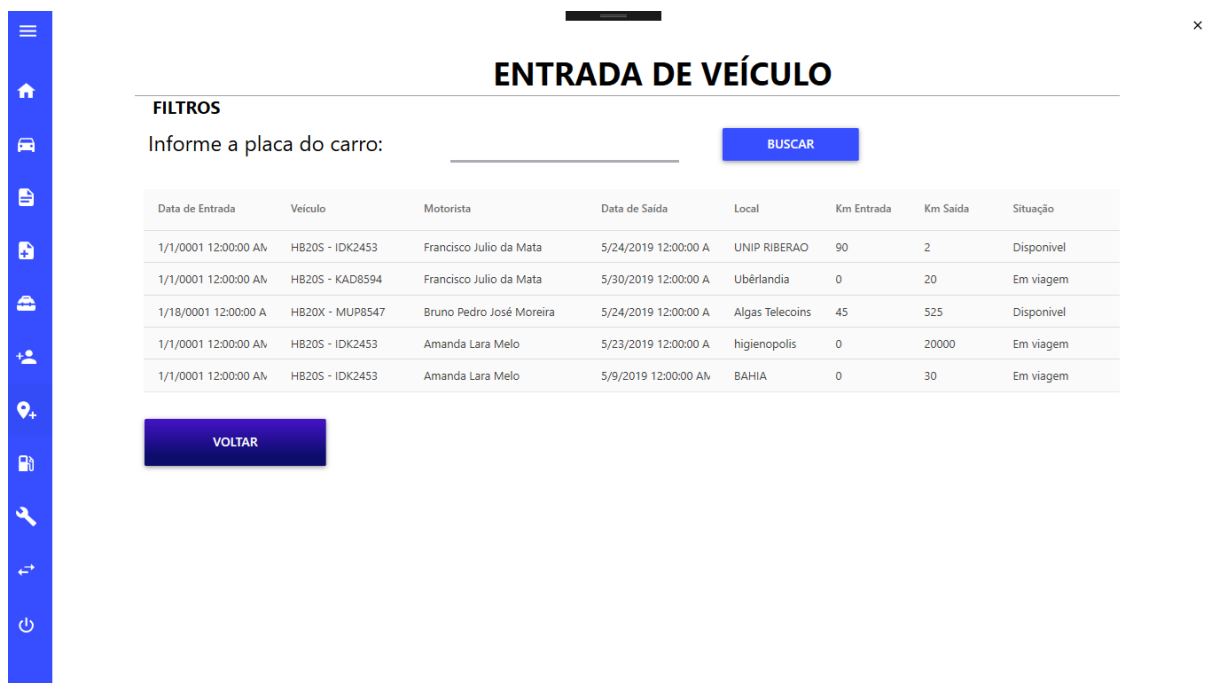 ENTRADA DE VEÍCULO
FILTROS
Informe a placa do carro: BUSCAR
Data de Entrada Veículo Motorista Data de Saída Local Km Entrada Km Saída Situação
1/1/0001 12:00:00 AM HB20S - IDK2453 Francisco Julio da Mata 5/24/2019 12:00:00 A UNIP RIBERAO 90 2 Disponivel
1/1/0001 12:00:00 AM HB20S - KAD8594 Francisco Julio da Mata 5/30/2019 12:00:00 A Ubêrlandia 0 20 Em viagem
1/18/0001 12:00:00 A HB20X - MUP8547 Bruno Pedro José Moreira 5/24/2019 12:00:00 A Algas Telecoins 45 525 Disponivel
1/1/0001 12:00:00 AM HB20S - IDK2453 Amanda Lara Melo 5/23/2019 12:00:00 A higienopolis 0 20000 Em viagem
1/1/0001 12:00:00 AM HB20S - IDK2453 Amanda Lara Melo 5/9/2019 12:00:00 AM BAHIA 0 30 Em viagem
VOLTAR